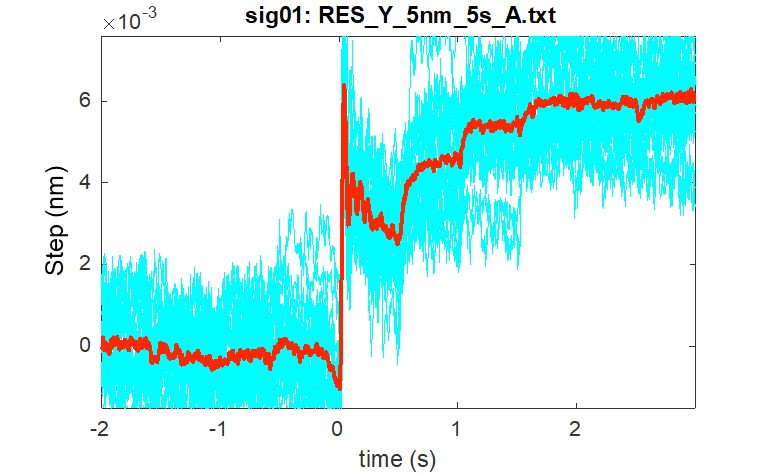 sig01: RES_Y_5nm_5s_A.txt
×10⁻³
6
4
2
0
Step (nm)
-2 -1 0 1 2
time (s)